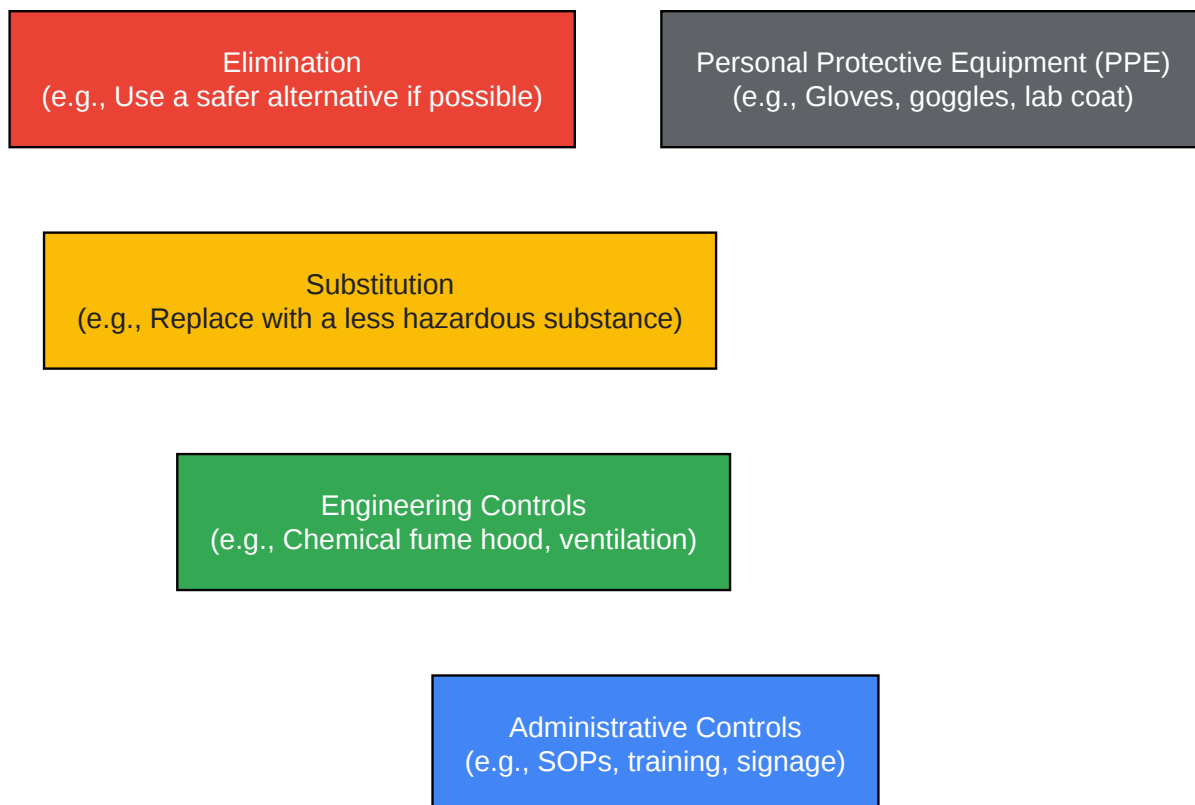 Elimination
(e.g., Use a safer alternative if possible)
Personal Protective Equipment (PPE)
(e.g., Gloves, goggles, lab coat)
Substitution
(e.g., Replace with a less hazardous substance)
Engineering Controls
(e.g., Chemical fume hood, ventilation)
Administrative Controls
(e.g., SOPs, training, signage)